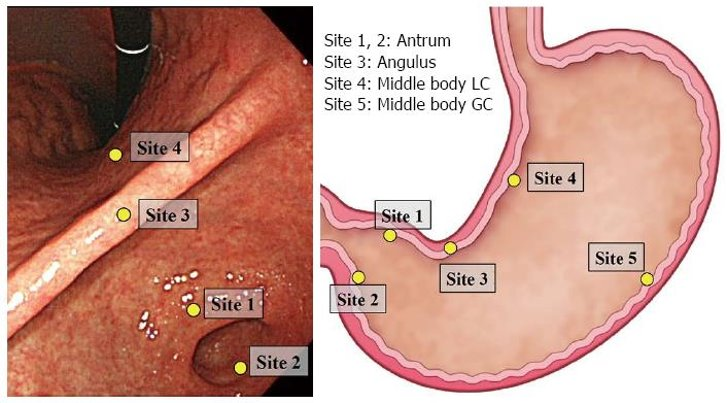 Site 1, 2: Antrum
Site 3: Angulus
Site 4: Middle body LC
Site 5: Middle body GC
Site 4
Site 3
Site 1
Site 2
Site 4
Site 1
Site 3
Site 5
Site 2